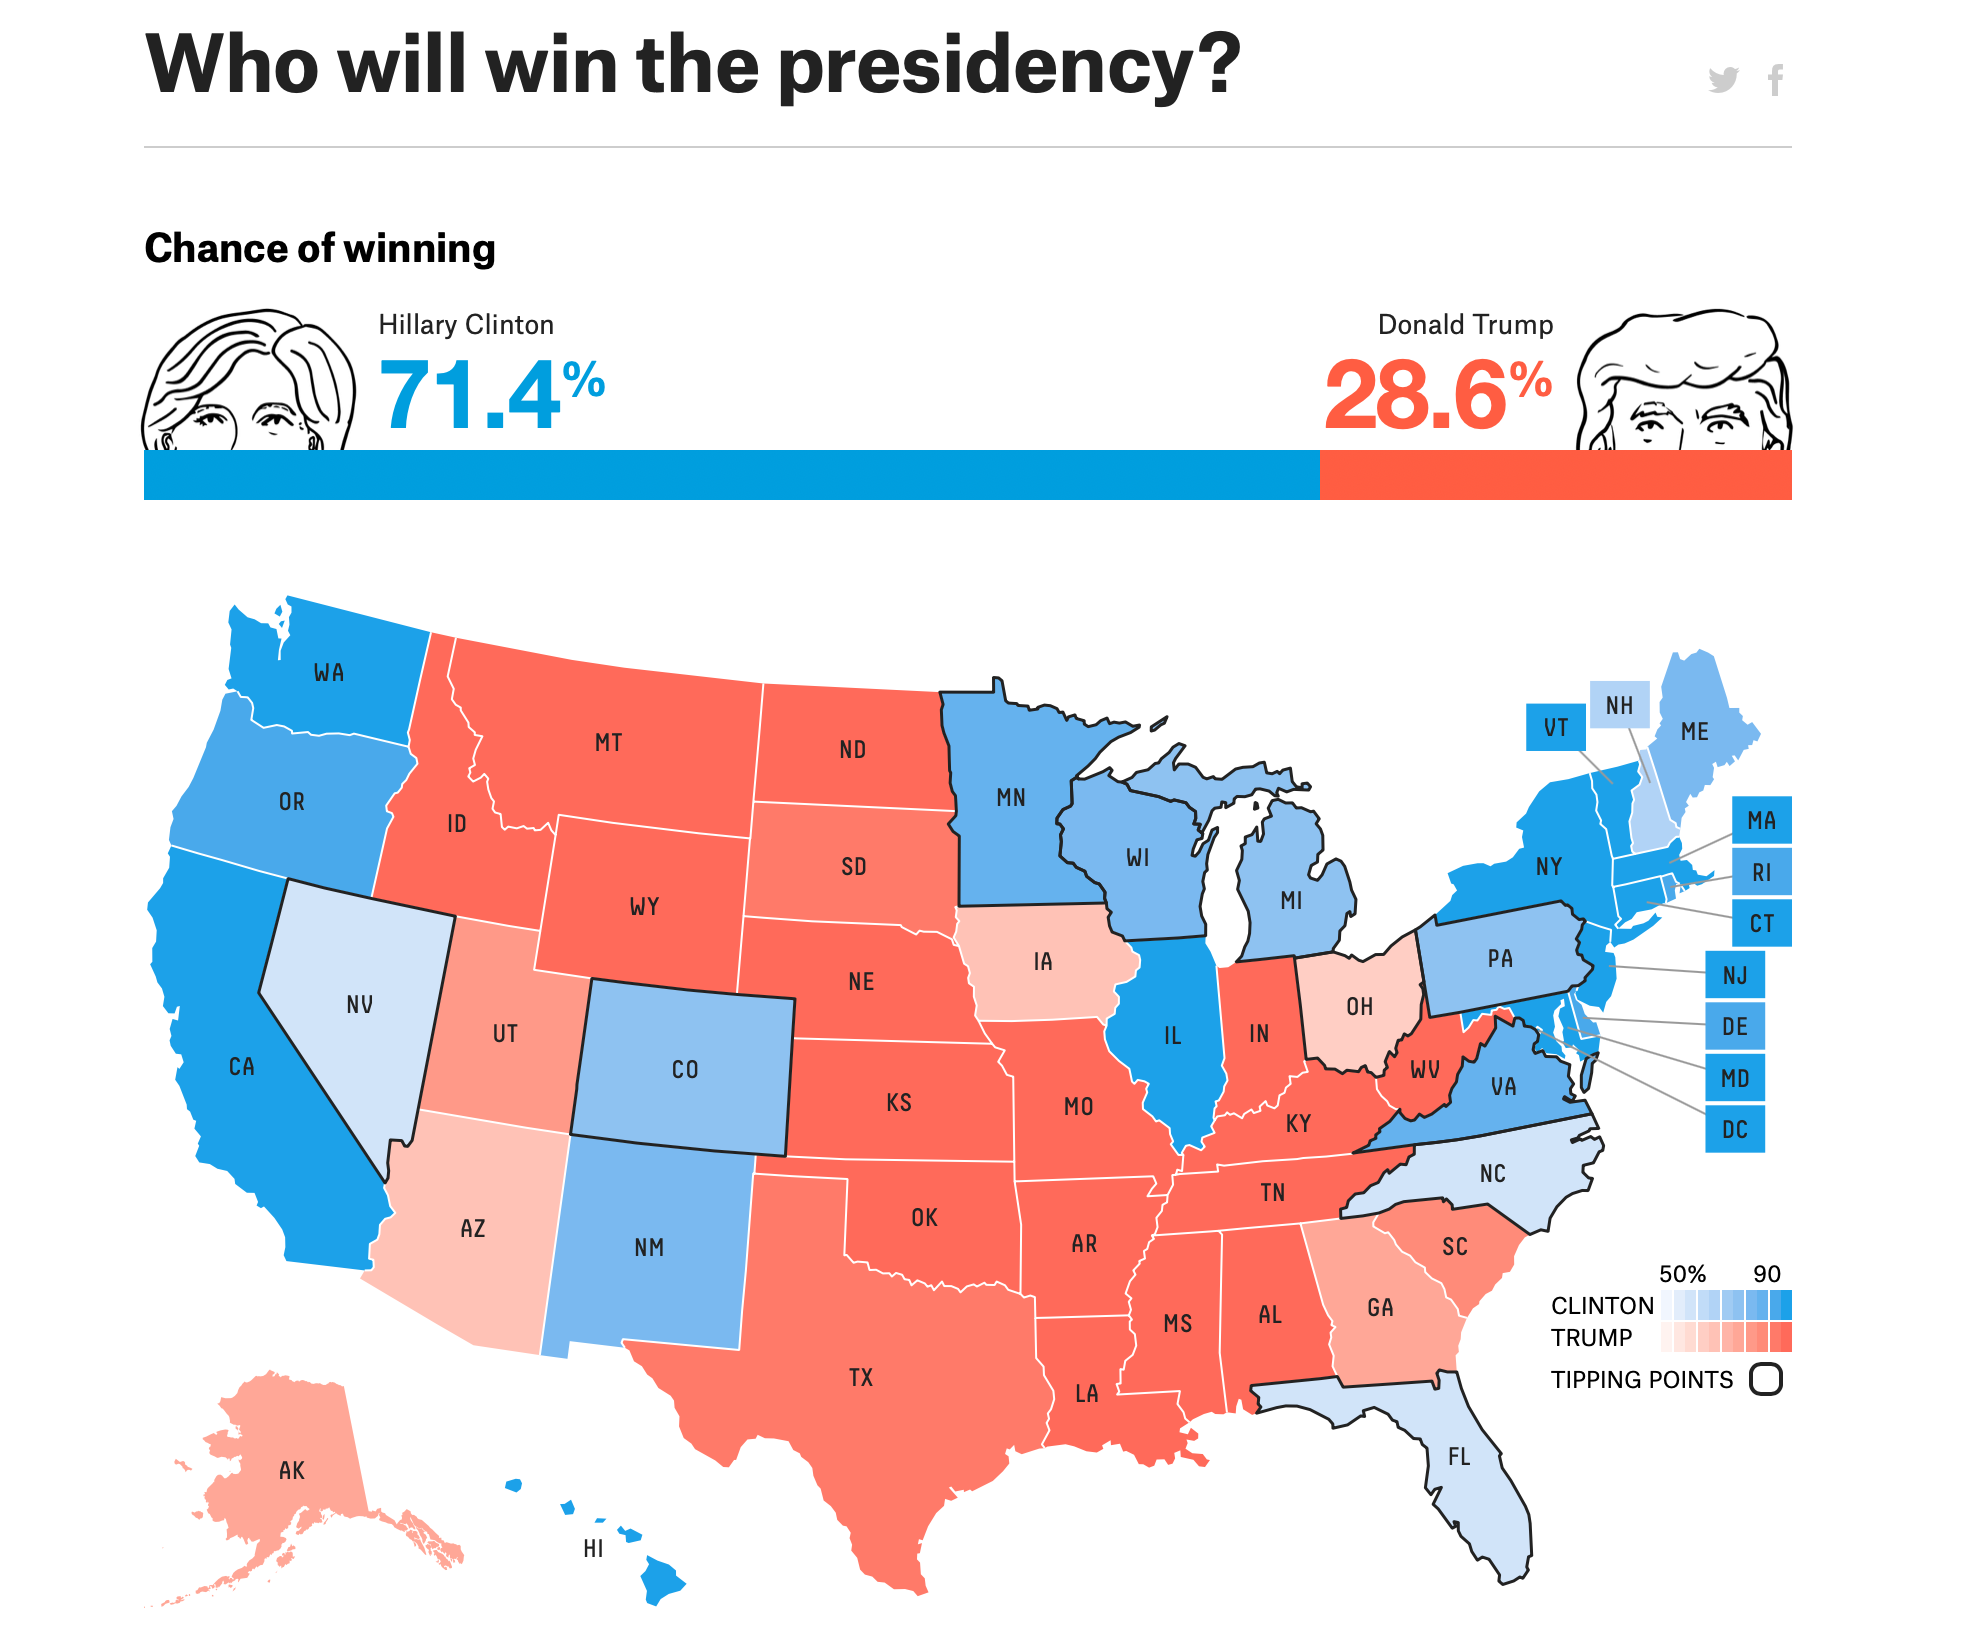 Who will win the presidency?
Chance of winning
Hillary Clinton
Donald Trump
71.4%
28.6%
WA
MT
ND
MN
VT
NH
ME
OR
ID
WY
SD
WI
MI
NY
MA
RI
CT
NV
UT
CO
NE
IA
IL
IN
OH
PA
NJ
DE
MD
DC
CA
KS
MO
KY
WV
VA
AZ
NM
OK
AR
TN
NC
SC
TX
LA
MS
AL
GA
FL
AK
HI
50% 90
CLINTON
TRUMP
TIPPING POINTS